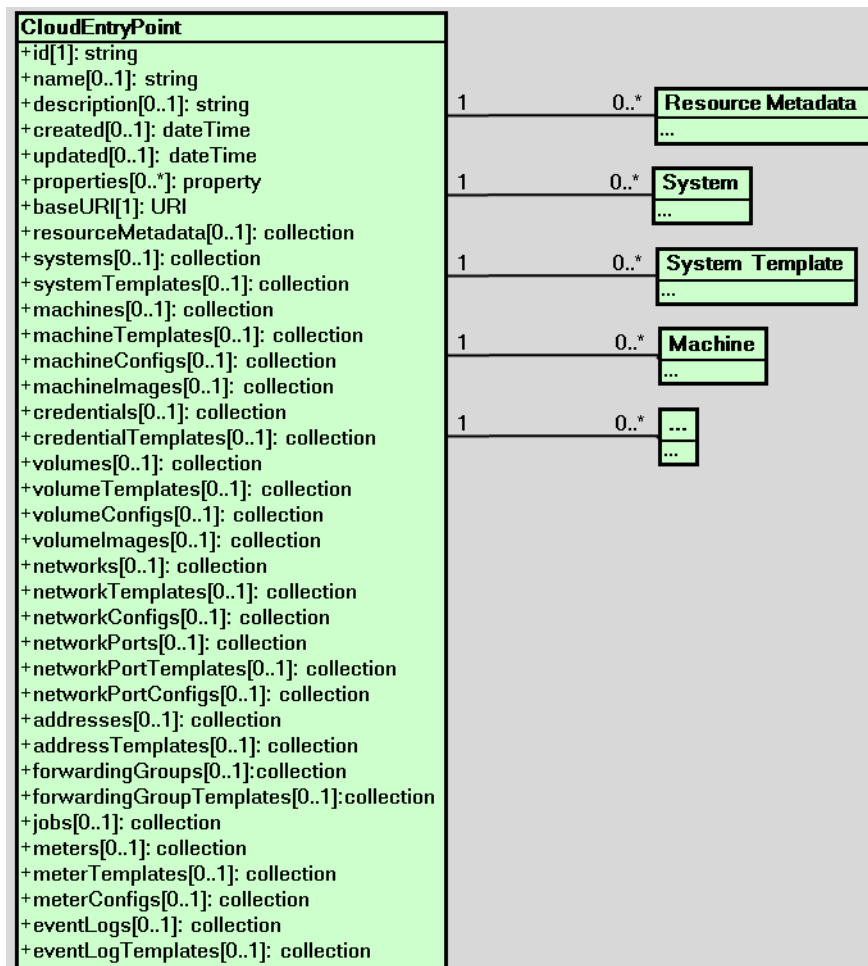 CloudEntryPoint
+id[1]: string
+name[0..1]: string
+description[0..1]: string
+created[0..1]: dateTime
+updated[0..1]: dateTime
+properties[0..*]: property
+baseURI[1]: URI
+resourceMetadata[0..1]: collection
+systems[0..1]: collection
+systemTemplates[0..1]: collection
+machines[0..1]: collection
+machineTemplates[0..1]: collection
+machineConfigs[0..1]: collection
+machineImages[0..1]: collection
+credentials[0..1]: collection
+credentialTemplates[0..1]: collection
+volumes[0..1]: collection
+volumeTemplates[0..1]: collection
+volumeConfigs[0..1]: collection
+volumeImages[0..1]: collection
+networks[0..1]: collection
+networkTemplates[0..1]: collection
+networkConfigs[0..1]: collection
+networkPorts[0..1]: collection
+networkPortTemplates[0..1]: collection
+networkPortConfigs[0..1]: collection
+addresses[0..1]: collection
+addressTemplates[0..1]: collection
+forwardingGroups[0..1]:collection
+forwardingGroupTemplates[0..1]:collection
+jobs[0..1]: collection
+meters[0..1]: collection
+meterTemplates[0..1]: collection
+meterConfigs[0..1]: collection
+eventLogs[0..1]: collection
+eventLogTemplates[0..1]: collection
1 0..* Resource Metadata
...
1 0..* System
...
1 0..* System Template
...
1 0..* Machine
...
1 0..* ...
...